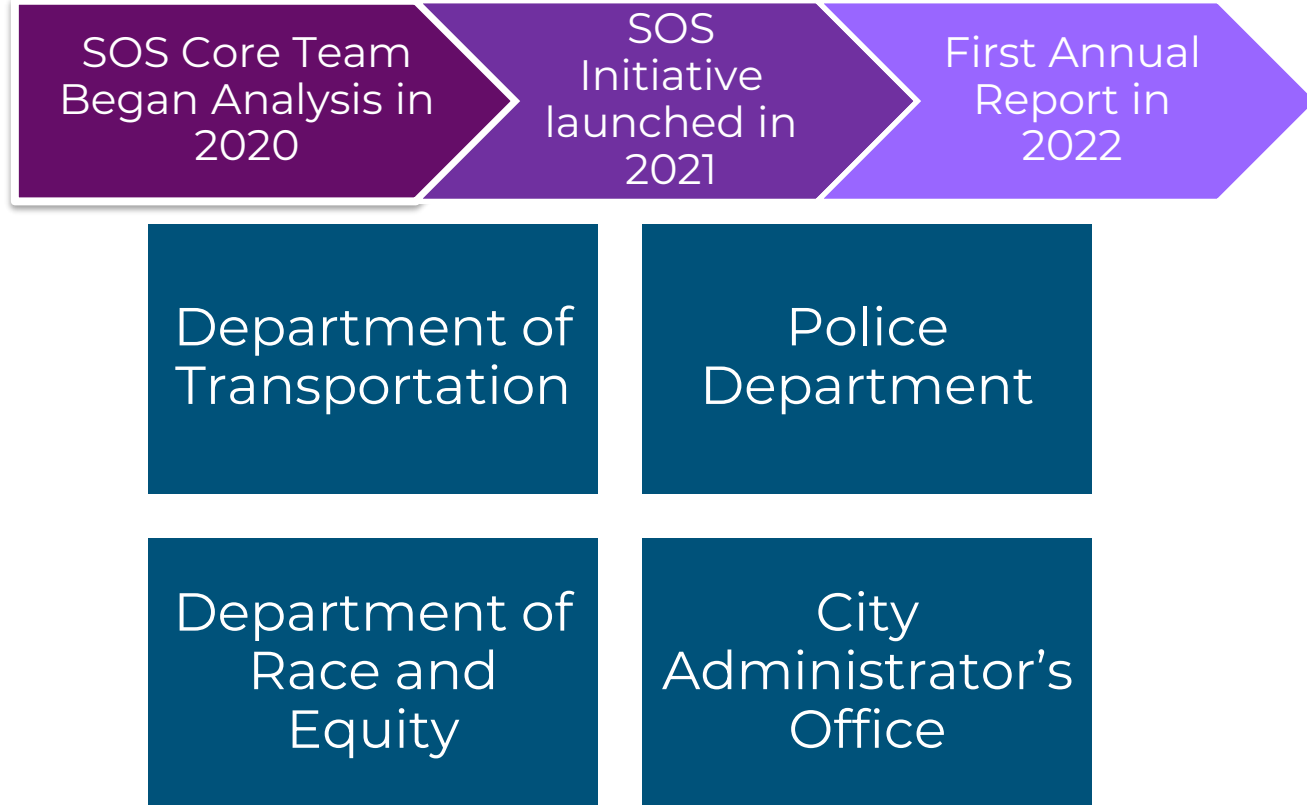 SOS Core Team
Began Analysis in
2020
SOS
Initiative
launched in
2021
First Annual
Report in
2022
Department of
Transportation
Police
Department
Department of
Race and
Equity
City
Administrator’s
Office